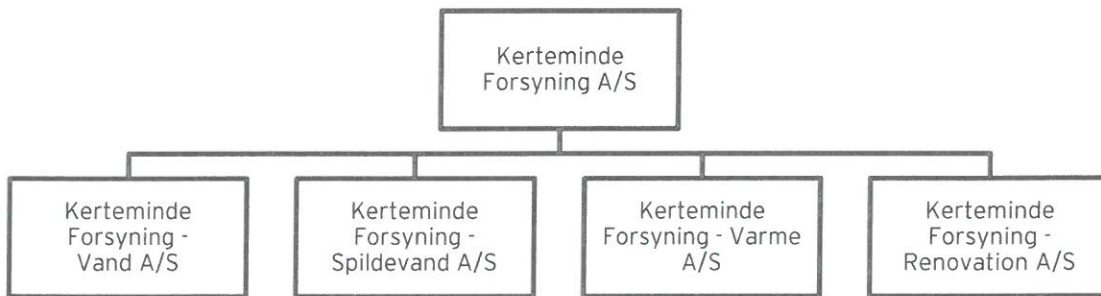 Kerteminde
Forsyning A/S
Kerteminde
Forsyning -
Vand A/S
Kerteminde
Forsyning -
Spildevand A/S
Kerteminde
Forsyning - Varme
A/S
Kerteminde
Forsyning -
Renovation A/S